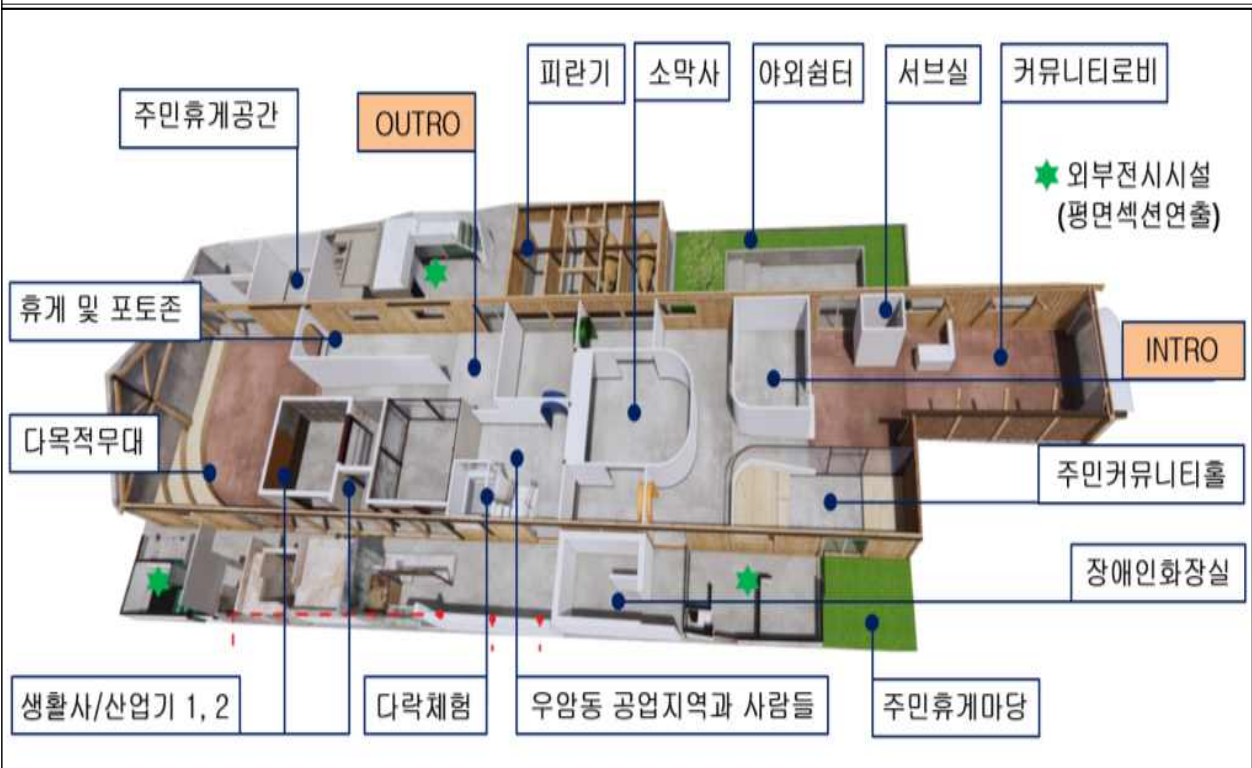 피란기
소막사
야외쉼터
서브실
커뮤니티로비
주민휴게공간
OUTRO
외부전시시설
(평면섹션연출)
휴게 및 포토존
INTRO
다목적무대
주민커뮤니티홀
장애인화장실
생활사/산업기 1, 2
다락체험
우암동 공업지역과 사람들
주민휴게마당